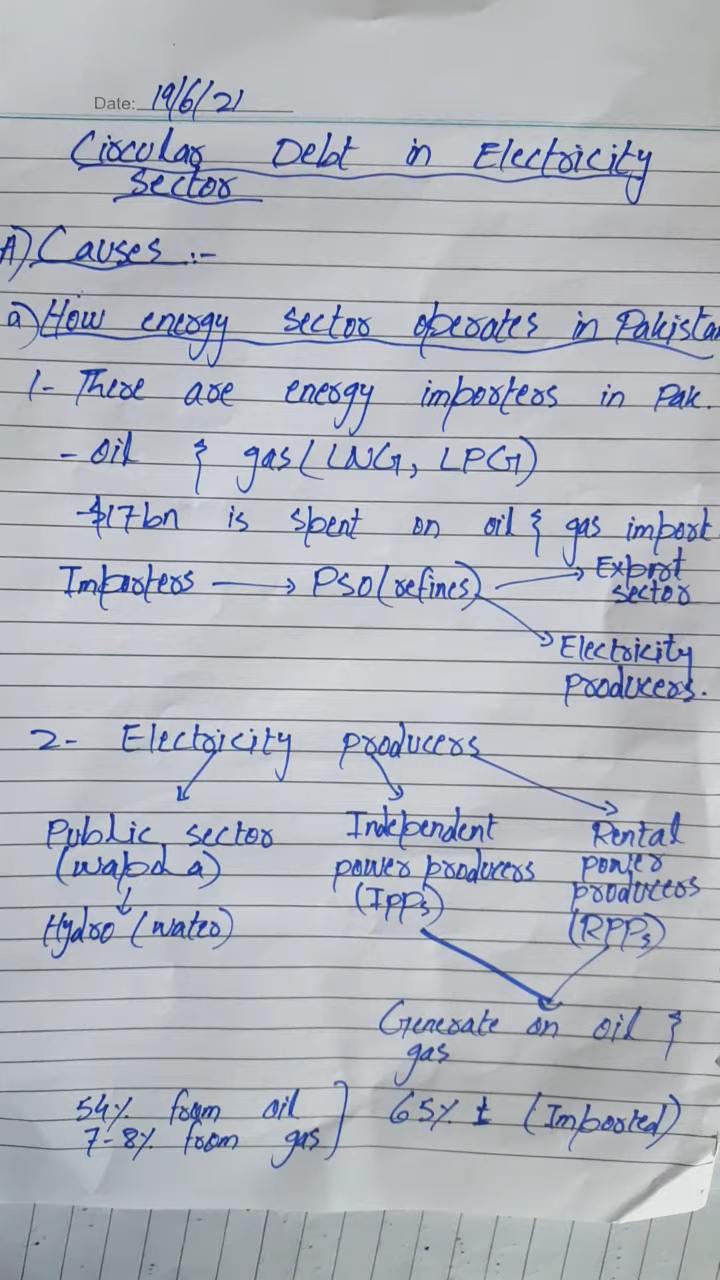 Date: 19/6/21
Circular Debt in Electricity
Sector
A) Causes :-
a) How energy sector operates in Pakistan
1- There are energy importers in Pak.
- oil & gas (LNG, LPG)
- $17bn is spent on oil & gas import
Importers → PSO (refines) → Export
sector
→ Electricity
producers.
2- Electricity producers
Public sector
(wapda)
↓
Hydro (water)
Independent
power producers
(IPPs)
Rental
power
producers
(RPPs)
Generate on oil &
gas
54% from oil
7-8% from gas
] 65% ± (Imported)